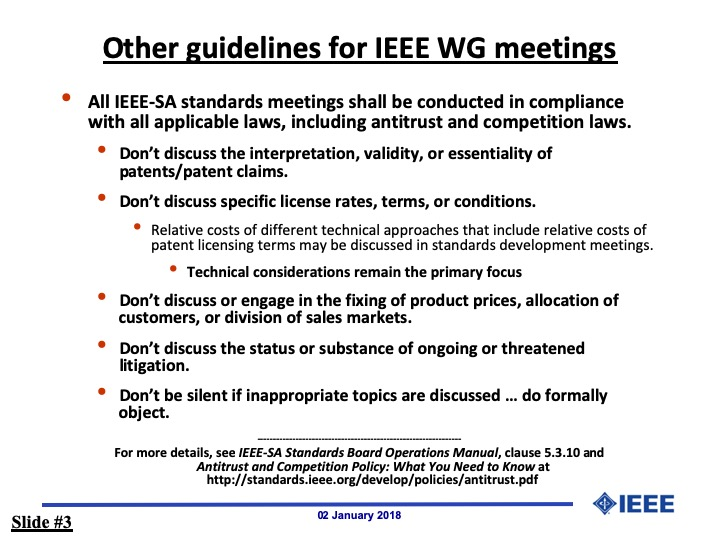 Other guidelines for IEEE WG meetings
• All IEEE-SA standards meetings shall be conducted in compliance
with all applicable laws, including antitrust and competition laws.
• Don’t discuss the interpretation, validity, or essentiality of
patents/patent claims.
• Don’t discuss specific license rates, terms, or conditions.
• Relative costs of different technical approaches that include relative costs of
patent licensing terms may be discussed in standards development meetings.
• Technical considerations remain the primary focus
• Don’t discuss or engage in the fixing of product prices, allocation of
customers, or division of sales markets.
• Don’t discuss the status or substance of ongoing or threatened
litigation.
• Don’t be silent if inappropriate topics are discussed … do formally
object.
---------------------------------------------------------------
For more details, see IEEE-SA Standards Board Operations Manual, clause 5.3.10 and
Antitrust and Competition Policy: What You Need to Know at
http://standards.ieee.org/develop/policies/antitrust.pdf
Slide #3
02 January 2018
IEEE